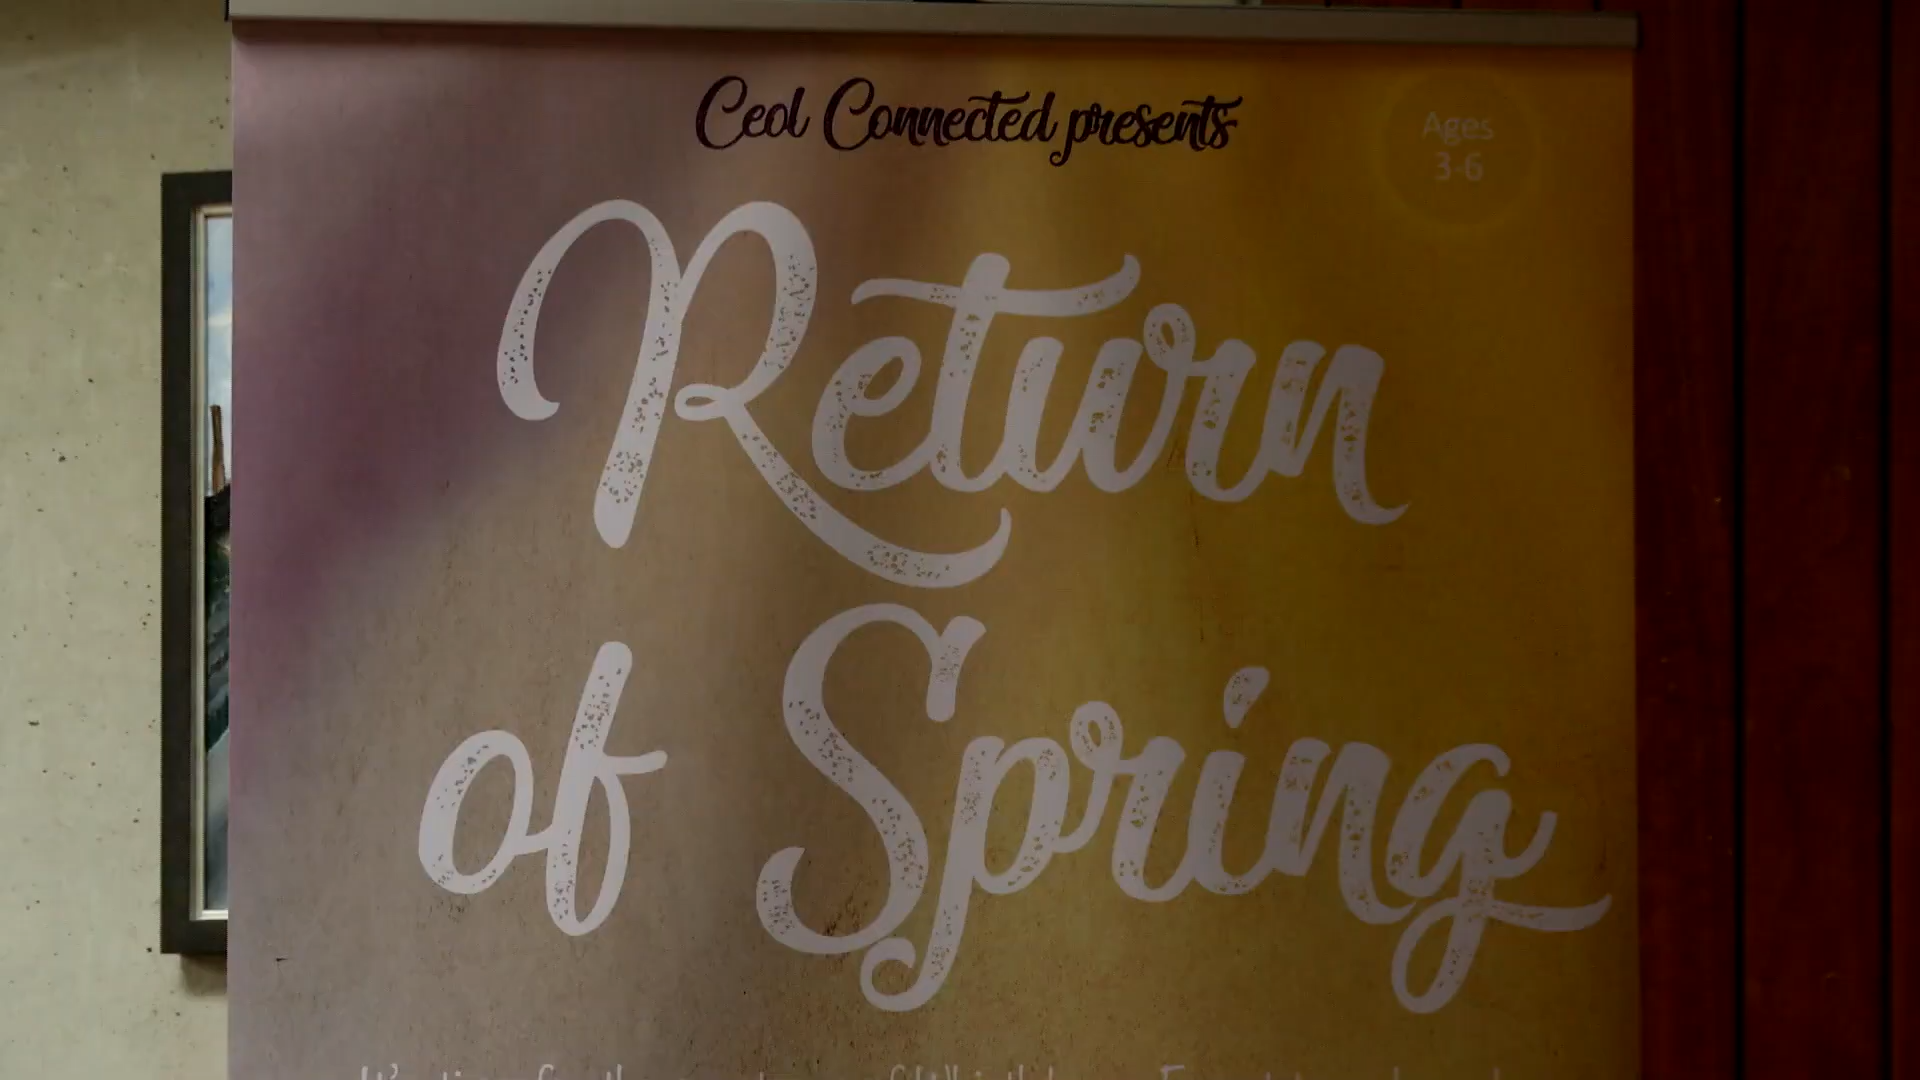 Ceol Connected presents
Ages
3-6
Return
of Spring